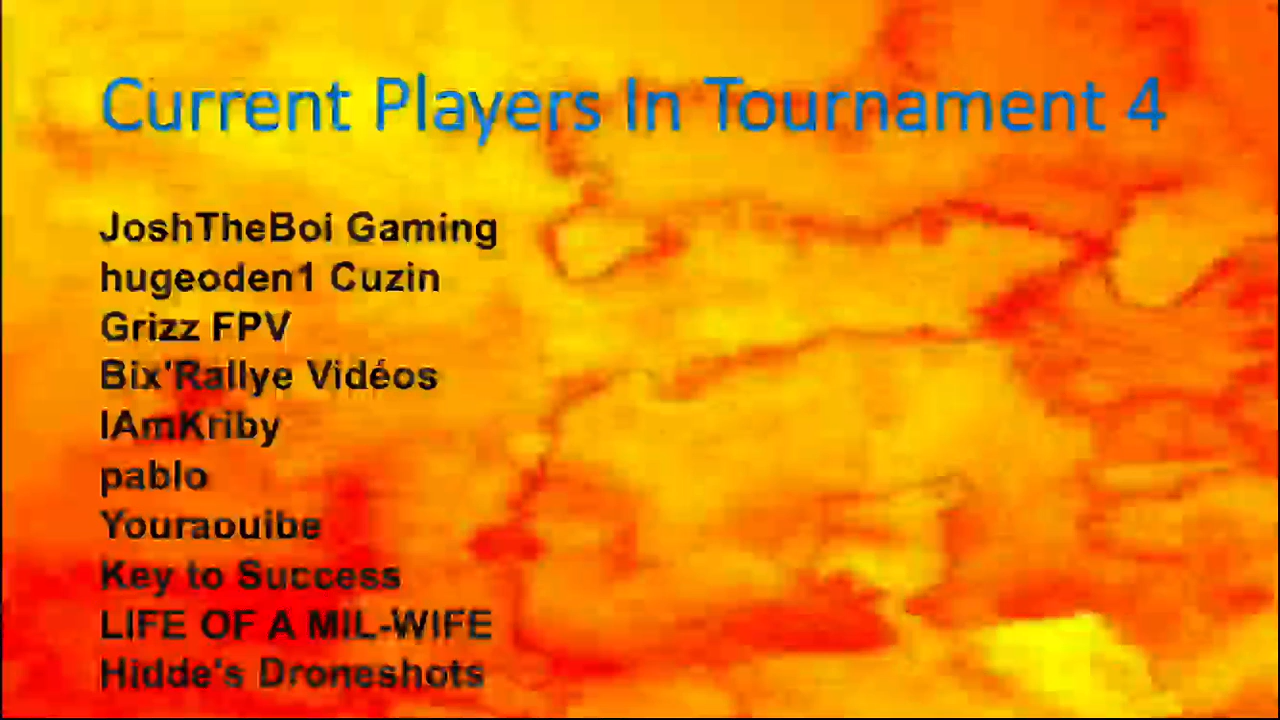 Current Players In Tournament 4
JoshTheBoi Gaming
hugeoden1 Cuzin
Grizz FPV
Bix'Rallye Vidéos
IAmKriby
pablo
Youraouibe
Key to Success
LIFE OF A MIL-WIFE
Hidde's Droneshots